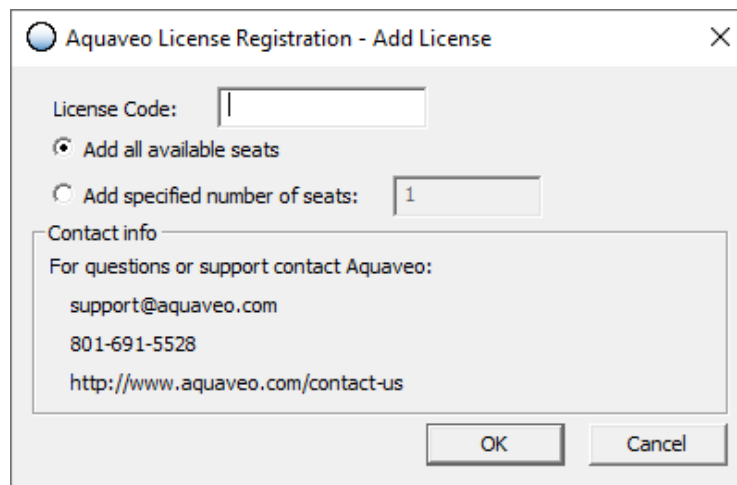 Aquaveo License Registration - Add License
License Code:
Add all available seats
Add specified number of seats: 1
Contact info
For questions or support contact Aquaveo:
support@aquaveo.com
801-691-5528
http://www.aquaveo.com/contact-us
OK Cancel